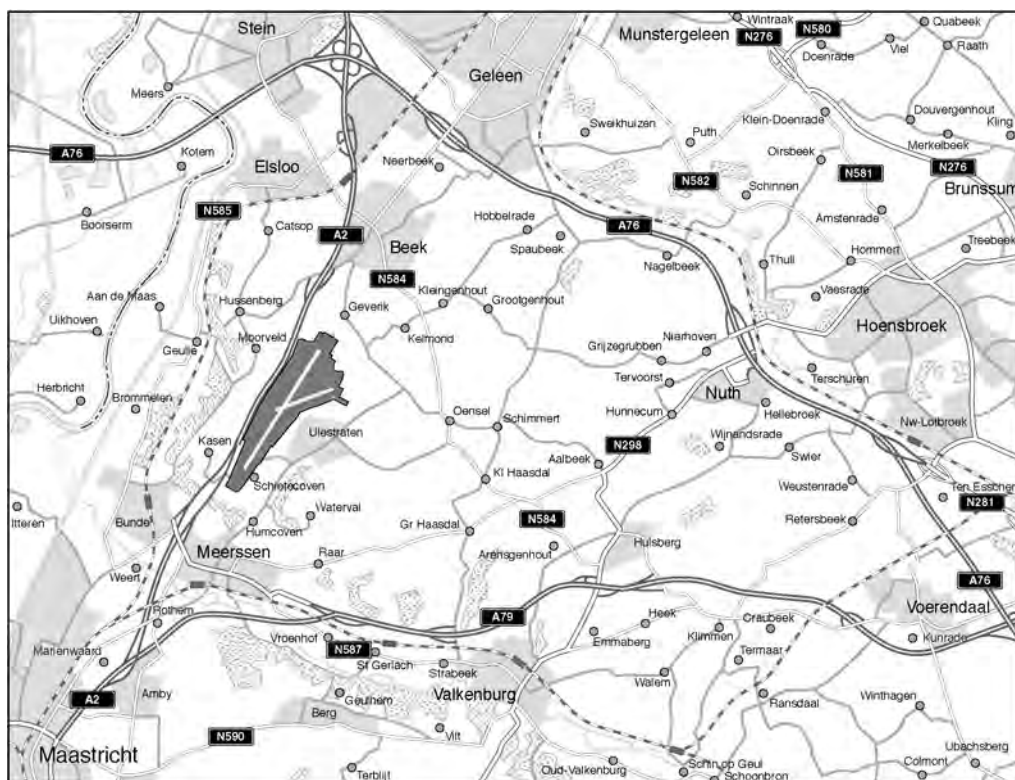 Stein
Munstergeleen
Wintraak
N276
N580
Quabeek
Doenrade
Viel
Raath
Geleen
Meers
Sweikhuizen
Puth
Klein-Doenrade
Douvergenhout
Kling
Merkelbeek
A76
Kotem
Elsloo
Neerbeek
Oirsbeek
N582
Schinnen
N581
N276
Brunssum
N585
Boorsem
Catsop
A2
Beek
Hobbelrade
Spaubeek
A76
Amstenrade
Nagelbeek
Thull
Hommert
Treebeek
N584
Aan de Maas
Hussenberg
Geverik
Kleingenhout
Grootgenhout
Vaesrade
Uikhoven
Geulle
Moorveld
Kelmond
Hoensbroek
Grijzegrubben
Nierhoven
Herbricht
Brommelen
Tervoorst
Terschuren
Nuth
Kasen
Ulestraten
Oensel
Schimmert
Hunnecum
Hellebroek
Nw-Lotbroek
N298
Wijnandsrade
Swier
Aalbeek
Schietecoven
Kl Haasdal
Weustenrade
Ten Esschen
N281
Itteren
Bunde
Humcoven
Waterval
Gr Haasdal
N584
Retersbeek
Meerssen
Raar
Arensgenhout
Hulsberg
Weert
A76
Rothem
A79
Voerendaal
Vroenhof
Heek
Emmaberg
Klimmen
Craubeek
Kunrade
Marienwaard
N587
St Gerlach
Strabeek
Termaar
A2
Amby
Geulhem
Valkenburg
Walem
Ransdaal
Winthagen
Berg
Vilt
N590
Maastricht
Terblijt
Oud-Valkenburg
Schin op Geul
Schoonbron
Ubachsberg
Colmont